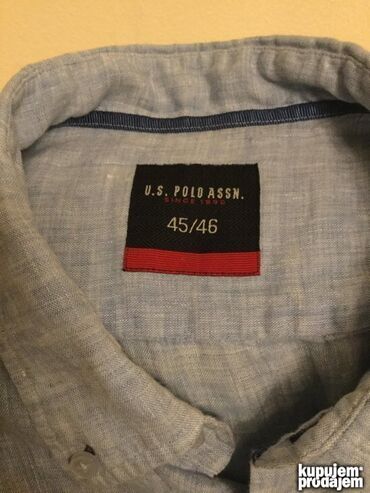 U.S. POLO ASSN.
SINCE 1890
45/46
kupujem
prodajem